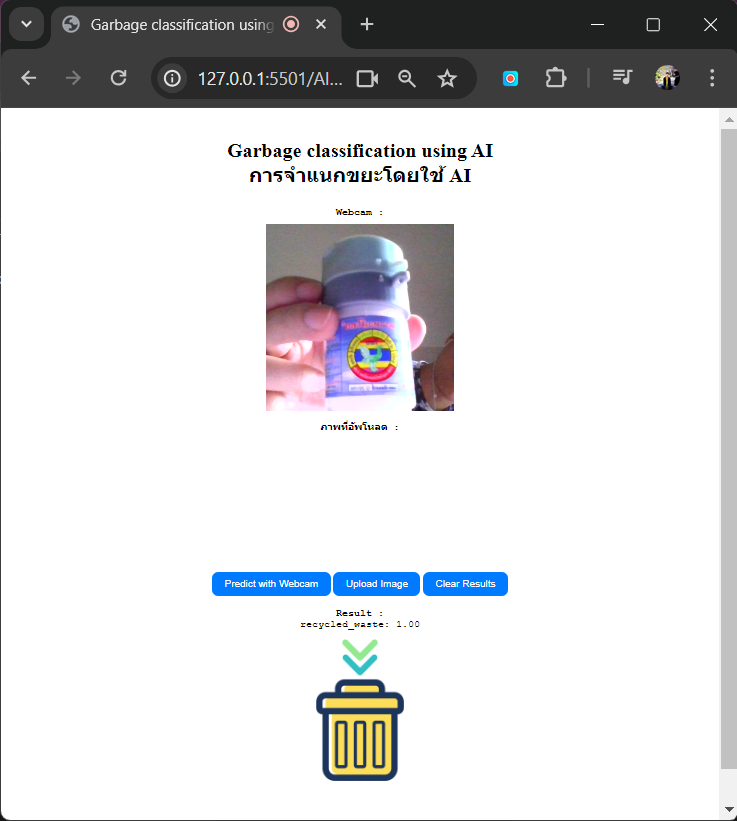 Garbage classification using
127.0.0.1:5501/AI...
Garbage classification using AI
การจำแนกขยะโดยใช้ AI
Webcam :
ภาพที่อัพโหลด :
Predict with Webcam
Upload Image
Clear Results
Result :
recycled_waste: 1.00